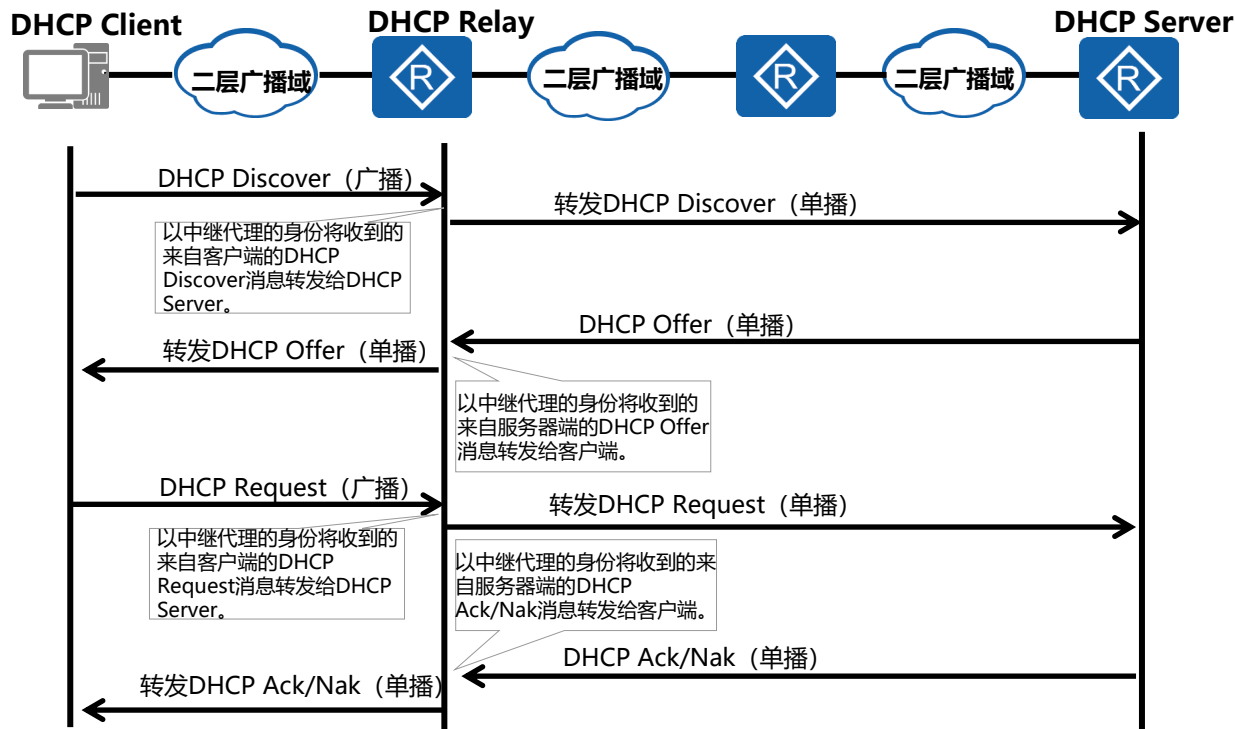 DHCP Client
DHCP Relay
DHCP Server
二层广播域
R
二层广播域
R
二层广播域
R
DHCP Discover（广播）
转发DHCP Discover（单播）
以中继代理的身份将收到的
来自客户端的DHCP
Discover消息转发给DHCP
Server。
DHCP Offer（单播）
转发DHCP Offer（单播）
以中继代理的身份将收到的
来自服务器端的DHCP Offer
消息转发给客户端。
DHCP Request（广播）
转发DHCP Request（单播）
以中继代理的身份将收到的
来自客户端的DHCP
Request消息转发给DHCP
Server。
以中继代理的身份将收到的来
自服务器端的DHCP
Ack/Nak消息转发给客户端。
DHCP Ack/Nak（单播）
转发DHCP Ack/Nak（单播）